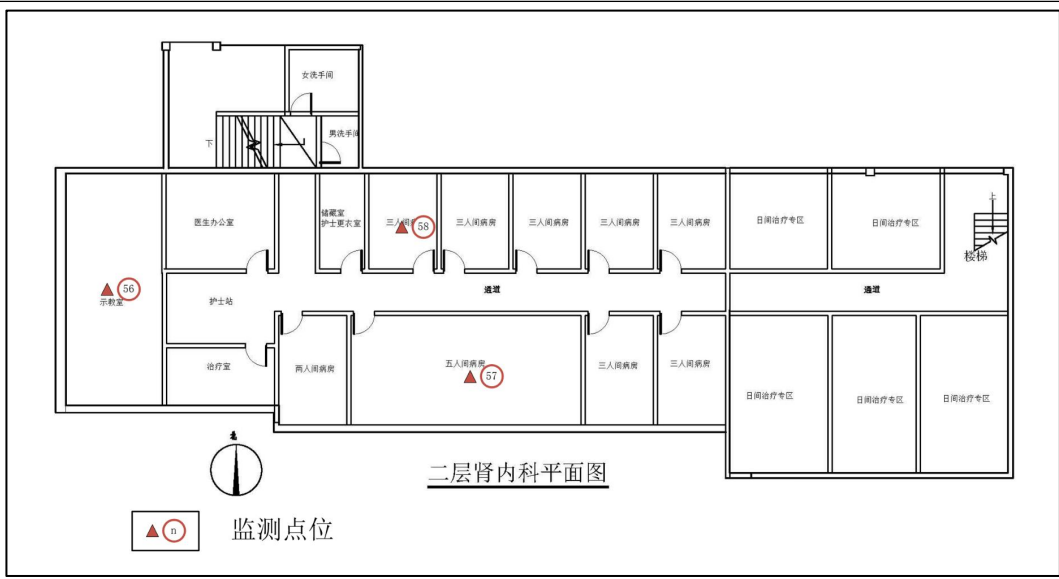 女洗手间
下
男洗手间
医生办公室
储藏室
护士更衣室
三人间病
58
三人间病房
三人间病房
三人间病房
三人间病房
日间治疗专区
日间治疗专区
上
楼梯
56
示教室
护士站
通道
通道
治疗室
两人间病房
五人间病房
57
三人间病房
三人间病房
日间治疗专区
日间治疗专区
日间治疗专区
北
二层肾内科平面图
n
监测点位